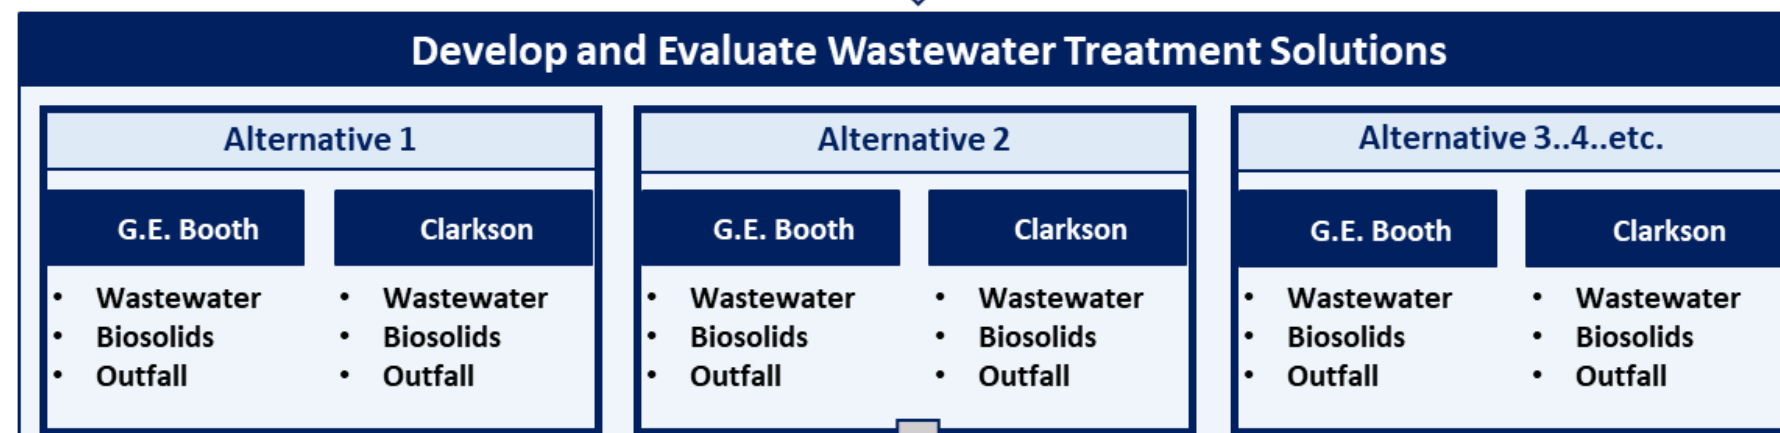 Develop and Evaluate Wastewater Treatment Solutions
Alternative 1
G.E. Booth
• Wastewater
• Biosolids
• Outfall
Clarkson
• Wastewater
• Biosolids
• Outfall
Alternative 2
G.E. Booth
• Wastewater
• Biosolids
• Outfall
Clarkson
• Wastewater
• Biosolids
• Outfall
Alternative 3..4..etc.
G.E. Booth
• Wastewater
• Biosolids
• Outfall
Clarkson
• Wastewater
• Biosolids
• Outfall